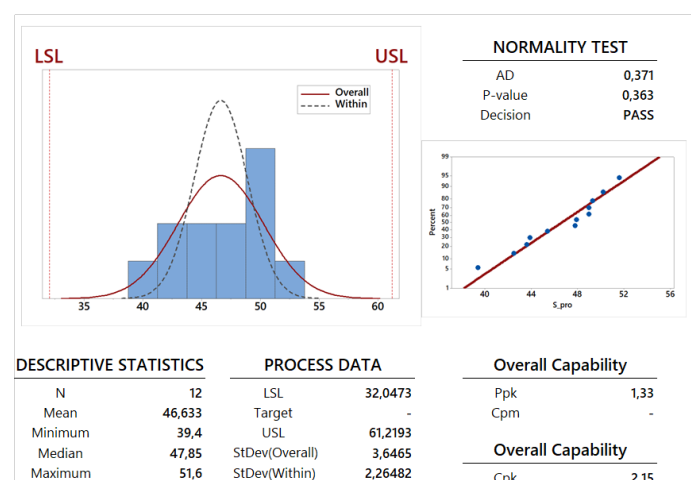 LSL
USL
Overall
Within
35 40 45 50 55 60
NORMALITY TEST
AD 0,371
P-value 0,363
Decision PASS
99
95
90
80
70
60
50
40
30
20
10
5
1
Percent
40 44 48 52 56
S_pro
DESCRIPTIVE STATISTICS
N 12
Mean 46,633
Minimum 39,4
Median 47,85
Maximum 51,6
PROCESS DATA
LSL 32,0473
Target -
USL 61,2193
StDev(Overall) 3,6465
StDev(Within) 2,26482
Overall Capability
Ppk 1,33
Cpm -
Overall Capability
Cpk 2,15